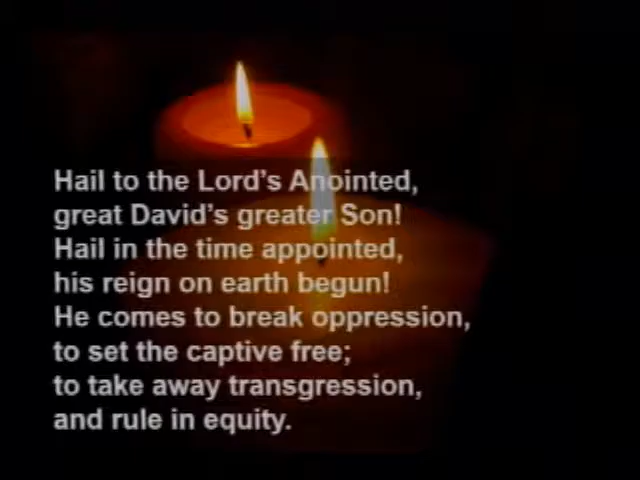 Hail to the Lord’s Anointed,
great David’s greater Son!
Hail in the time appointed,
his reign on earth begun!
He comes to break oppression,
to set the captive free;
to take away transgression,
and rule in equity.